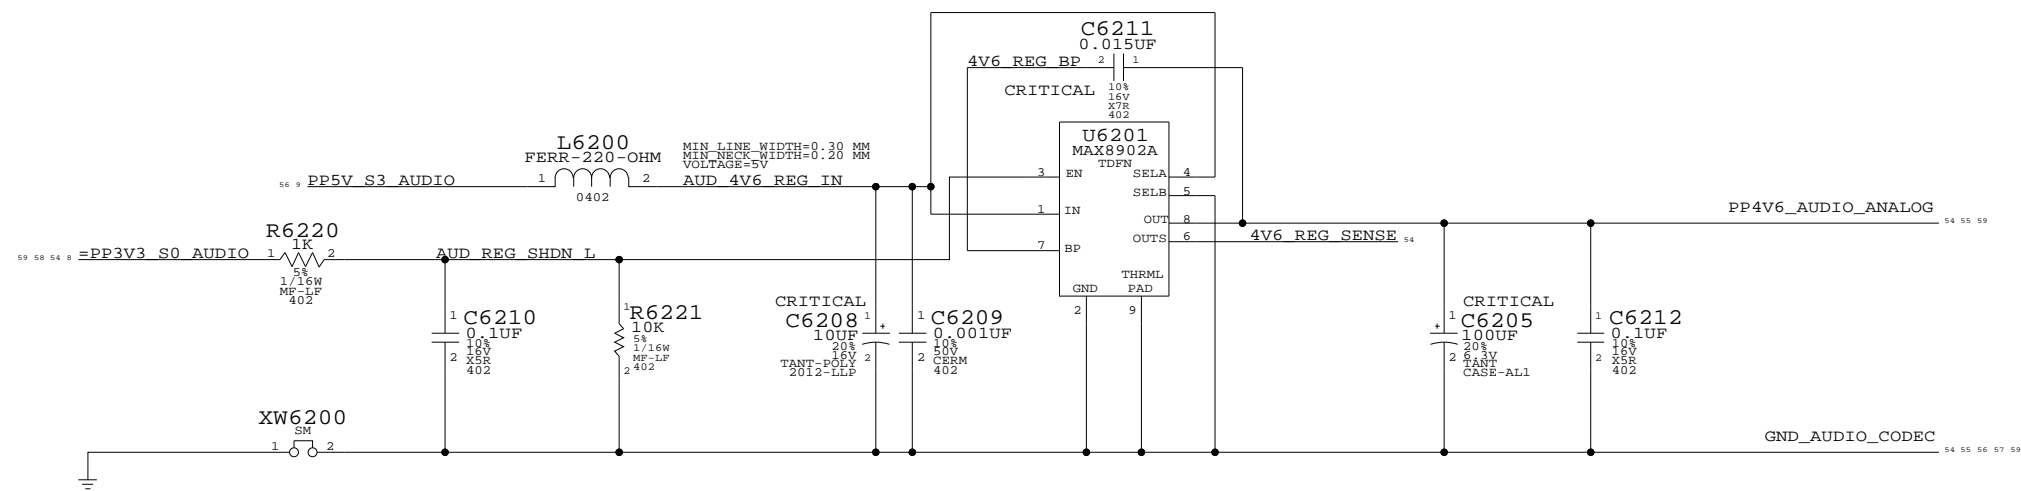 C6211
0.015UF
4V6_REG_BP 2 1
CRITICAL
10%
16V
X7R
402
U6201
MAX8902A
TDFN
L6200
FERR-220-OHM
MIN_LINE_WIDTH=0.30 MM
MIN_NECK_WIDTH=0.20 MM
VOLTAGE=5V
56 9 PP5V_S3_AUDIO 1 2 AUD_4V6_REG_IN
0402
3 EN SELA 4
SELB 5
1 IN
OUT 8
OUTS 6
7 BP
THRML
GND PAD
2 9
PP4V6_AUDIO_ANALOG 54 55 59
4V6_REG_SENSE 54
R6220
1K
59 58 54 8 =PP3V3_S0_AUDIO 1 2 AUD_REG_SHDN_L
5%
1/16W
MF-LF
402
1
C6210
0.1UF
10%
16V
2 X5R
402
1
R6221
10K
5%
1/16W
MF-LF
2 402
CRITICAL
C6208
10UF
20%
16V
TANT-POLY
2012-LLP
1
+
2
1
C6209
0.001UF
10%
50V
2 CERM
402
CRITICAL
1
+
C6205
100UF
20%
2 6.3V
TANT
CASE-AL1
1
C6212
0.1UF
10%
16V
2 X5R
402
XW6200
SM
1 2
GND_AUDIO_CODEC 54 55 56 57 59